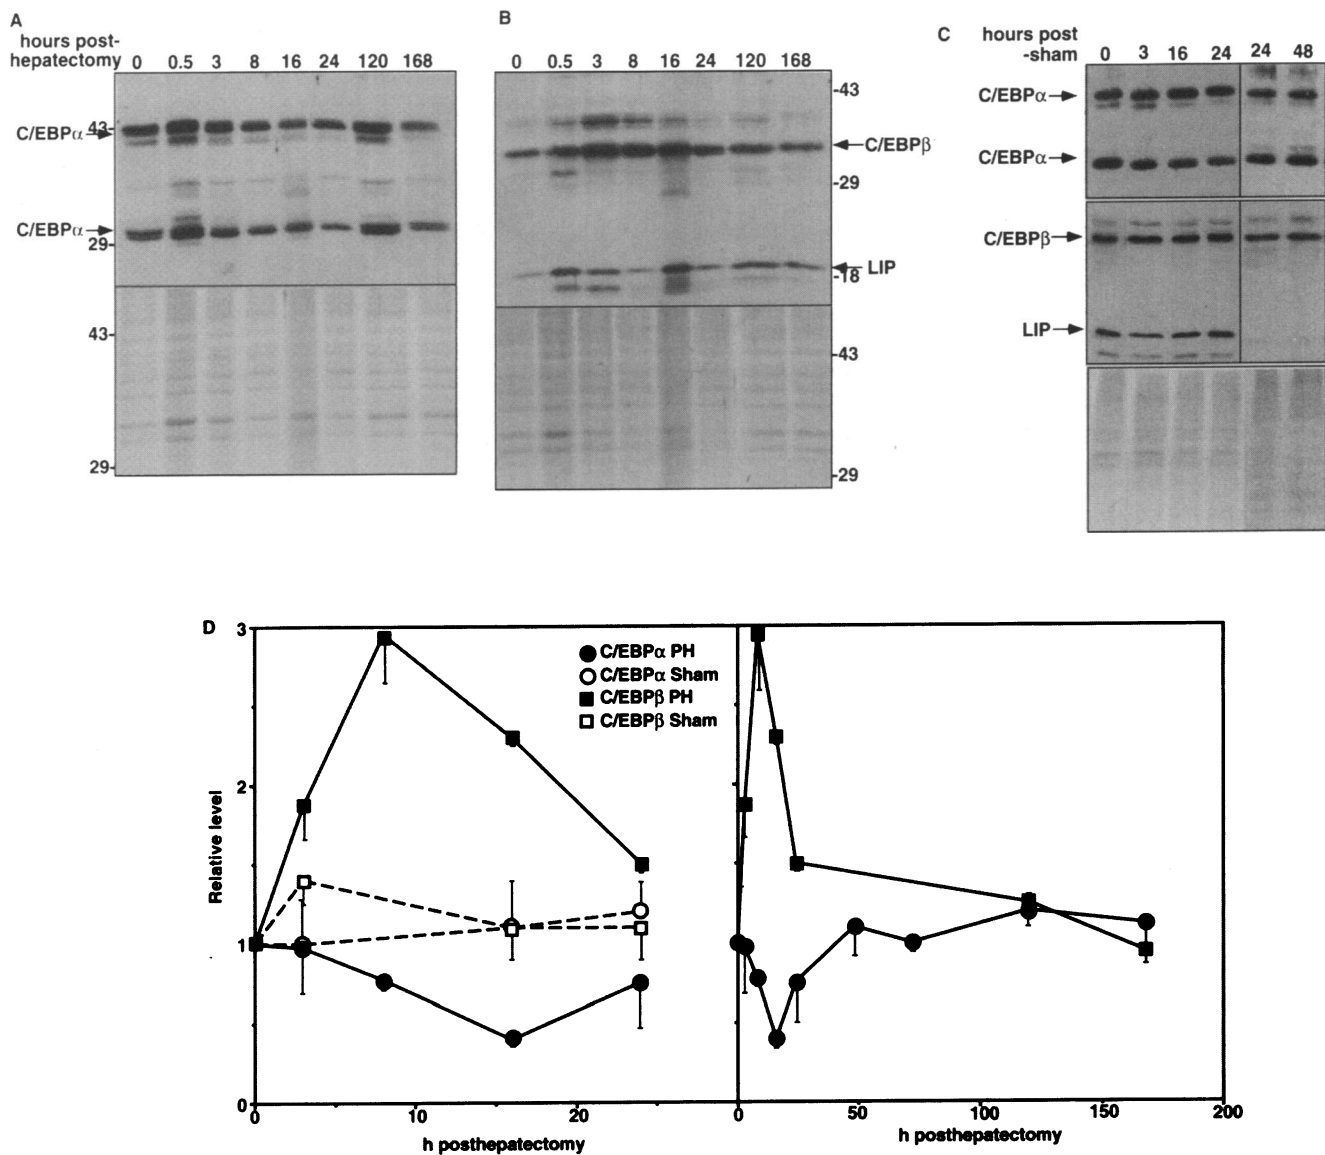 A
hours post-
hepatectomy 0 0.5 3 8 16 24 120 168
43-
C/EBPα
C/EBPα
29-
43-
29-
B
0 0.5 3 8 16 24 120 168
-43
C/EBPβ
-29
LIP
-18
-43
-29
C
hours post
-sham
0 3 16 24 24 48
C/EBPα
C/EBPα
C/EBPβ
LIP
D
3
2
1
0
Relative level
C/EBPα PH
C/EBPα Sham
C/EBPβ PH
C/EBPβ Sham
0 10 20
h posthepatectomy
0 50 100 150 200
h posthepatectomy